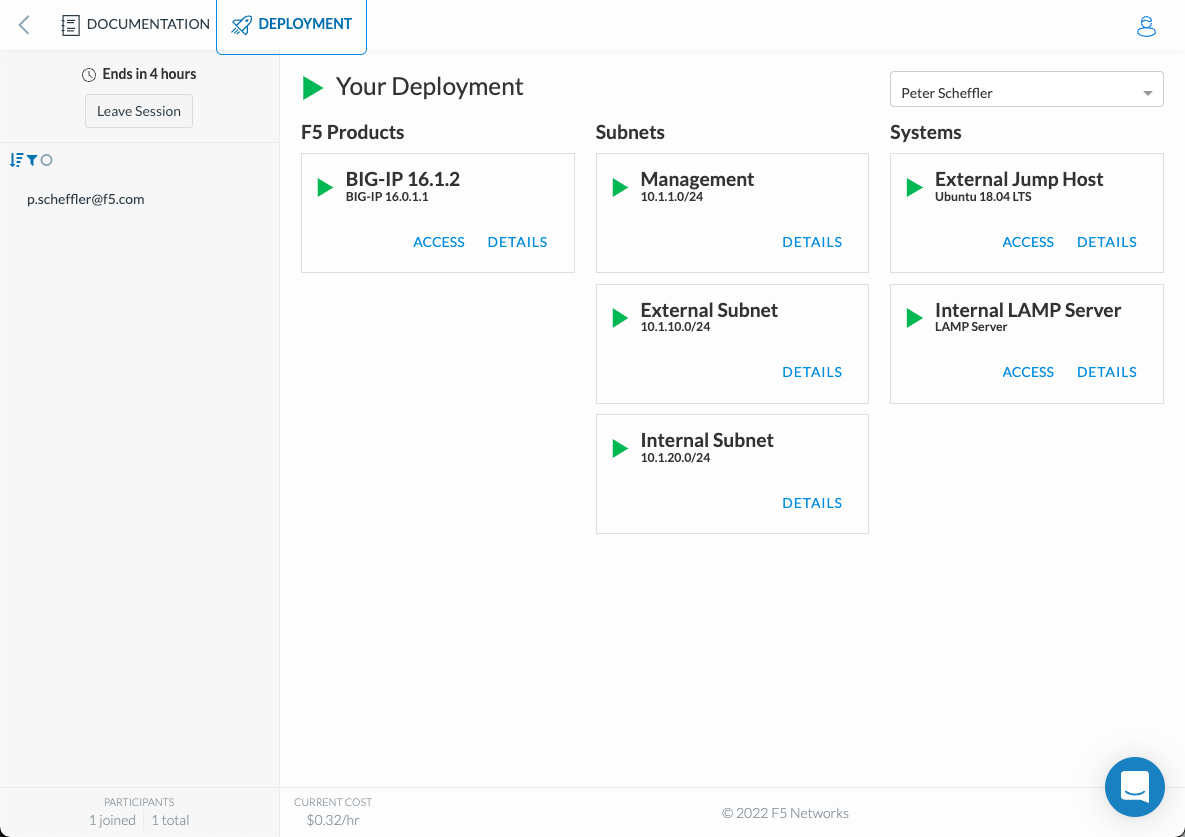 DOCUMENTATION
DEPLOYMENT
Ends in 4 hours
Leave Session
p.scheffler@f5.com
Your Deployment
Peter Scheffler
F5 Products
BIG-IP 16.1.2
BIG-IP 16.0.1.1
ACCESS DETAILS
Subnets
Management
10.1.1.0/24
DETAILS
External Subnet
10.1.10.0/24
DETAILS
Internal Subnet
10.1.20.0/24
DETAILS
Systems
External Jump Host
Ubuntu 18.04 LTS
ACCESS DETAILS
Internal LAMP Server
LAMP Server
ACCESS DETAILS
PARTICIPANTS
1 joined 1 total
CURRENT COST
$0.32/hr
© 2022 F5 Networks